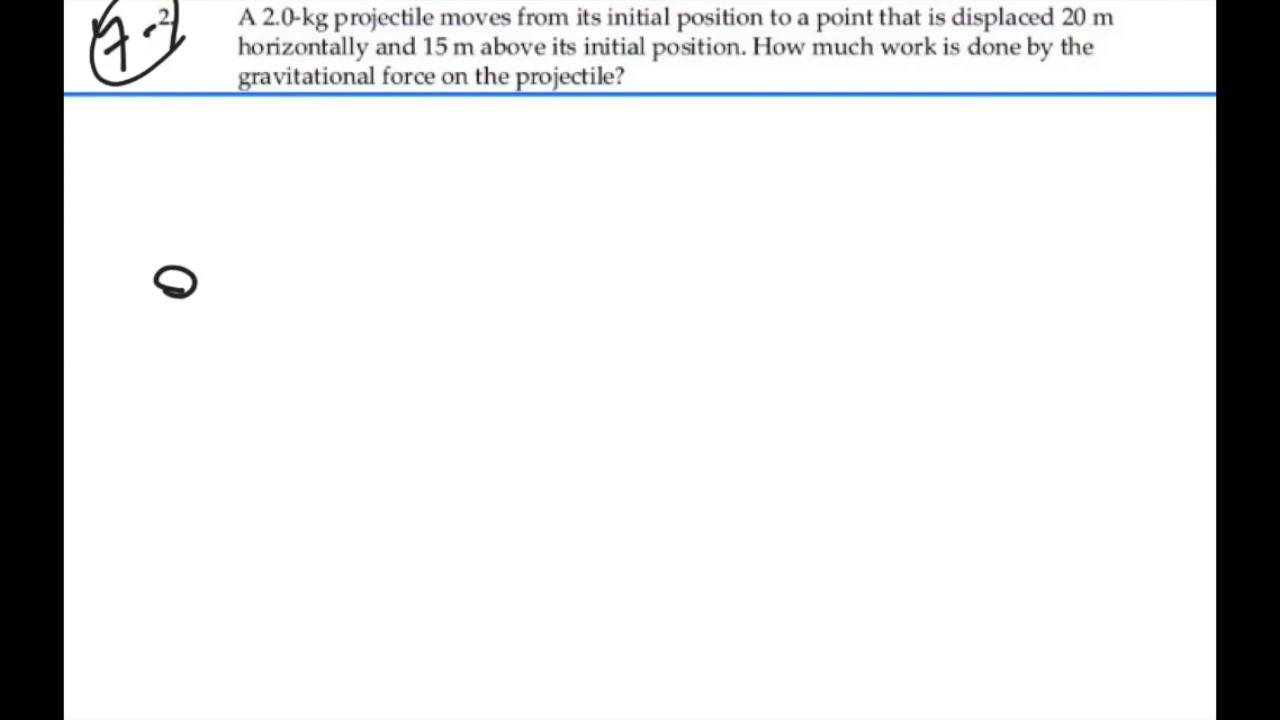 7.2
A 2.0-kg projectile moves from its initial position to a point that is displaced 20 m
horizontally and 15 m above its initial position. How much work is done by the
gravitational force on the projectile?